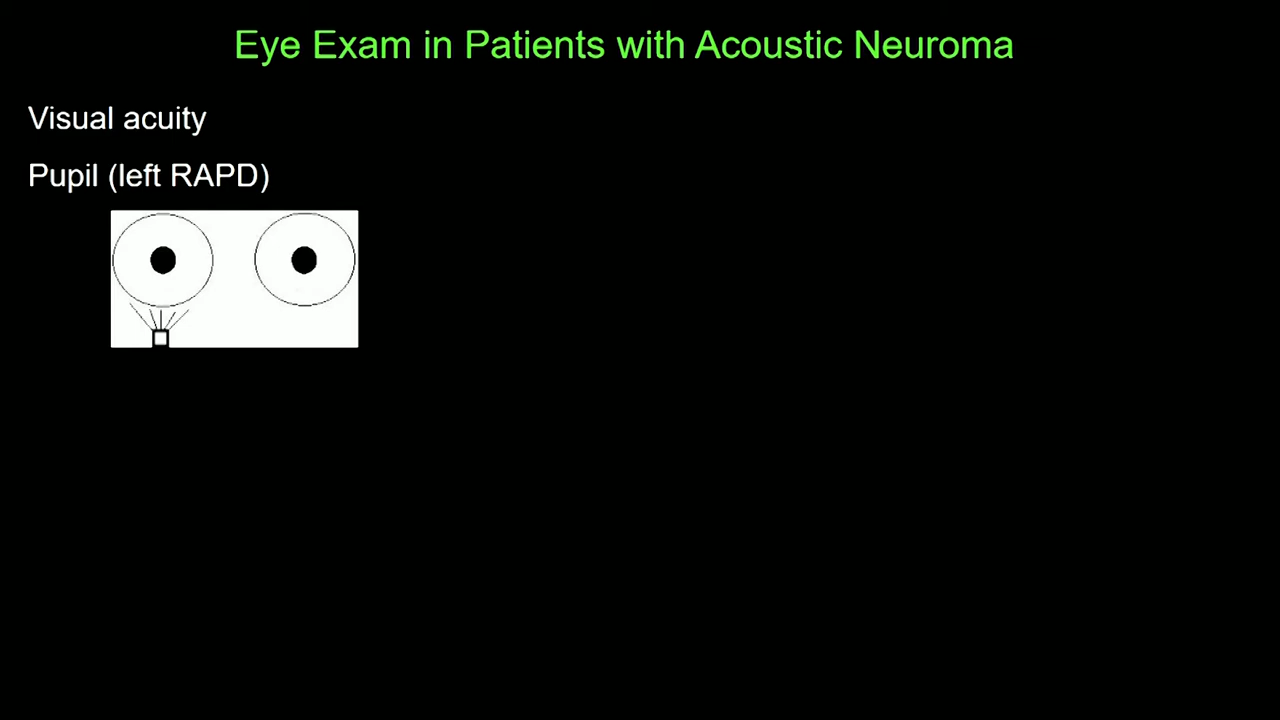 Eye Exam in Patients with Acoustic Neuroma
Visual acuity
Pupil (left RAPD)